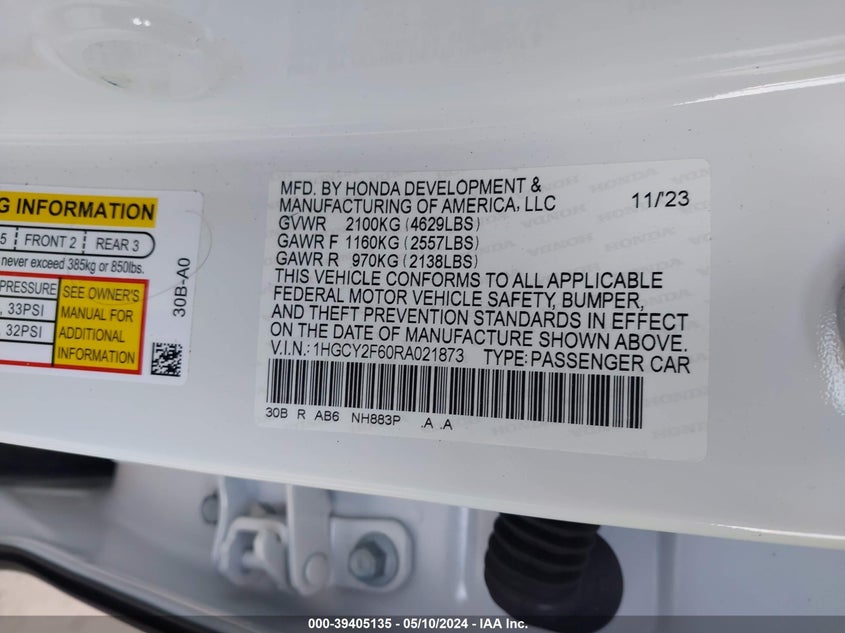 MFD. BY HONDA DEVELOPMENT &
MANUFACTURING OF AMERICA, LLC 11/'23
GVWR 2100KG (4629LBS)
GAWR F 1160KG (2557LBS)
GAWR R 970KG (2138LBS)
THIS VEHICLE CONFORMS TO ALL APPLICABLE
FEDERAL MOTOR VEHICLE SAFETY, BUMPER,
AND THEFT PREVENTION STANDARDS IN EFFECT
ON THE DATE OF MANUFACTURE SHOWN ABOVE.
V.I.N.: 1HGCY2F60RA021873 TYPE: PASSENGER CAR
30B R AB6 NH883P .A .A
G INFORMATION
5 FRONT 2 REAR 3
never exceed 385kg or 850lbs.
PRESSURE
, 33PSI
, 32PSI
SEE OWNER'S
MANUAL FOR
ADDITIONAL
INFORMATION
30B-A0
HONDA
000-39405135 - 05/10/2024 - IAA Inc.